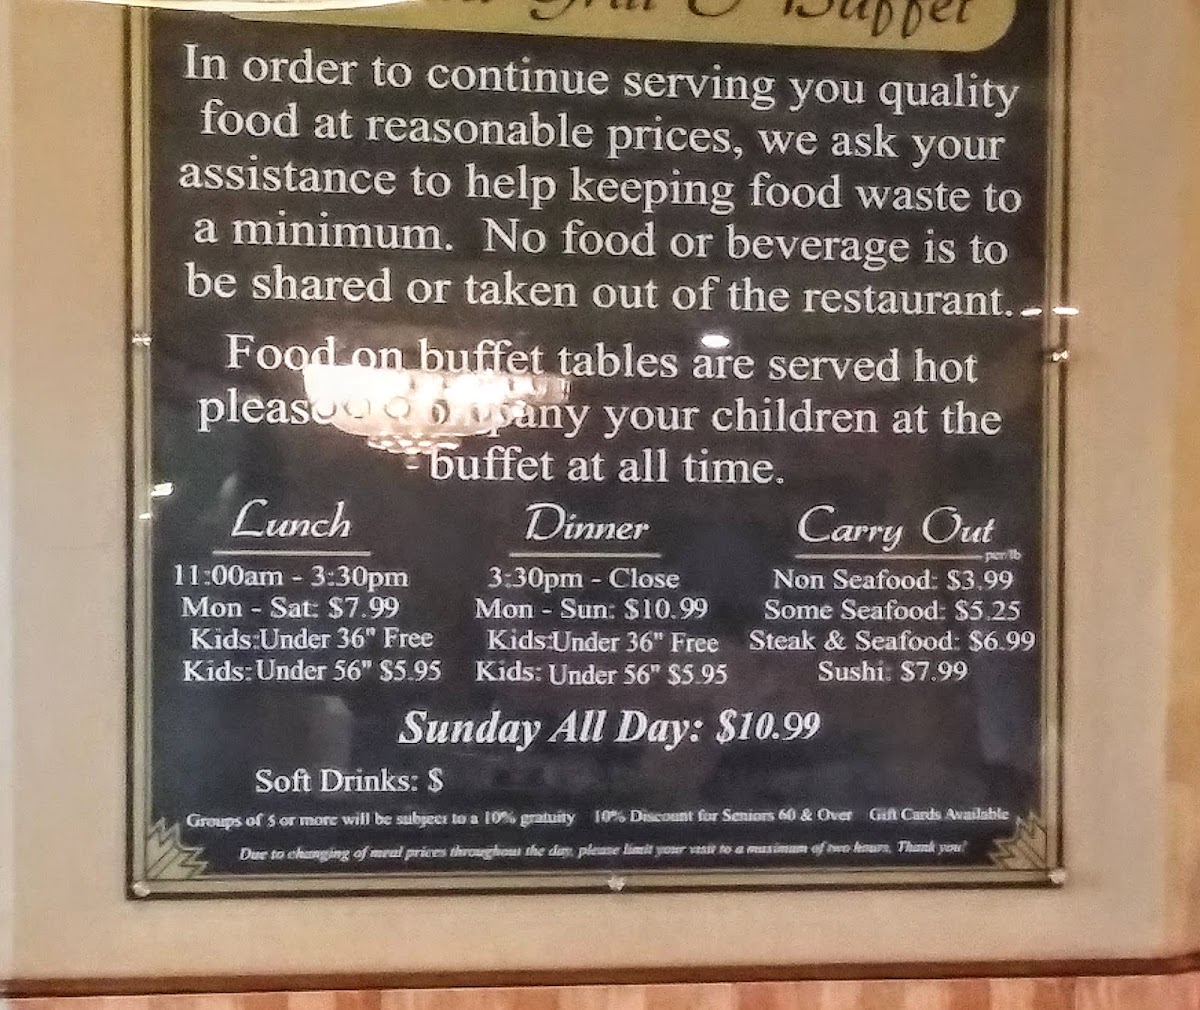 Grill & Buffet
In order to continue serving you quality
food at reasonable prices, we ask your
assistance to help keeping food waste to
a minimum. No food or beverage is to
be shared or taken out of the restaurant.
Food on buffet tables are served hot
please your children at the
buffet at all time.
Lunch
11:00am - 3:30pm
Mon - Sat: $7.99
Kids:Under 36" Free
Kids: Under 56" $5.95
Dinner
3:30pm - Close
Mon - Sun: $10.99
Kids:Under 36" Free
Kids: Under 56" $5.95
Carry Out
per/lb
Non Seafood: $3.99
Some Seafood: $5.25
Steak & Seafood: $6.99
Sushi: $7.99
Sunday All Day: $10.99
Soft Drinks: $
Groups of 5 or more will be subject to a 10% gratuity 10% Discount for Seniors 60 & Over Gift Cards Available
Due to changing of meal prices throughout the day, please limit your visit to a maximum of two hours, Thank you!